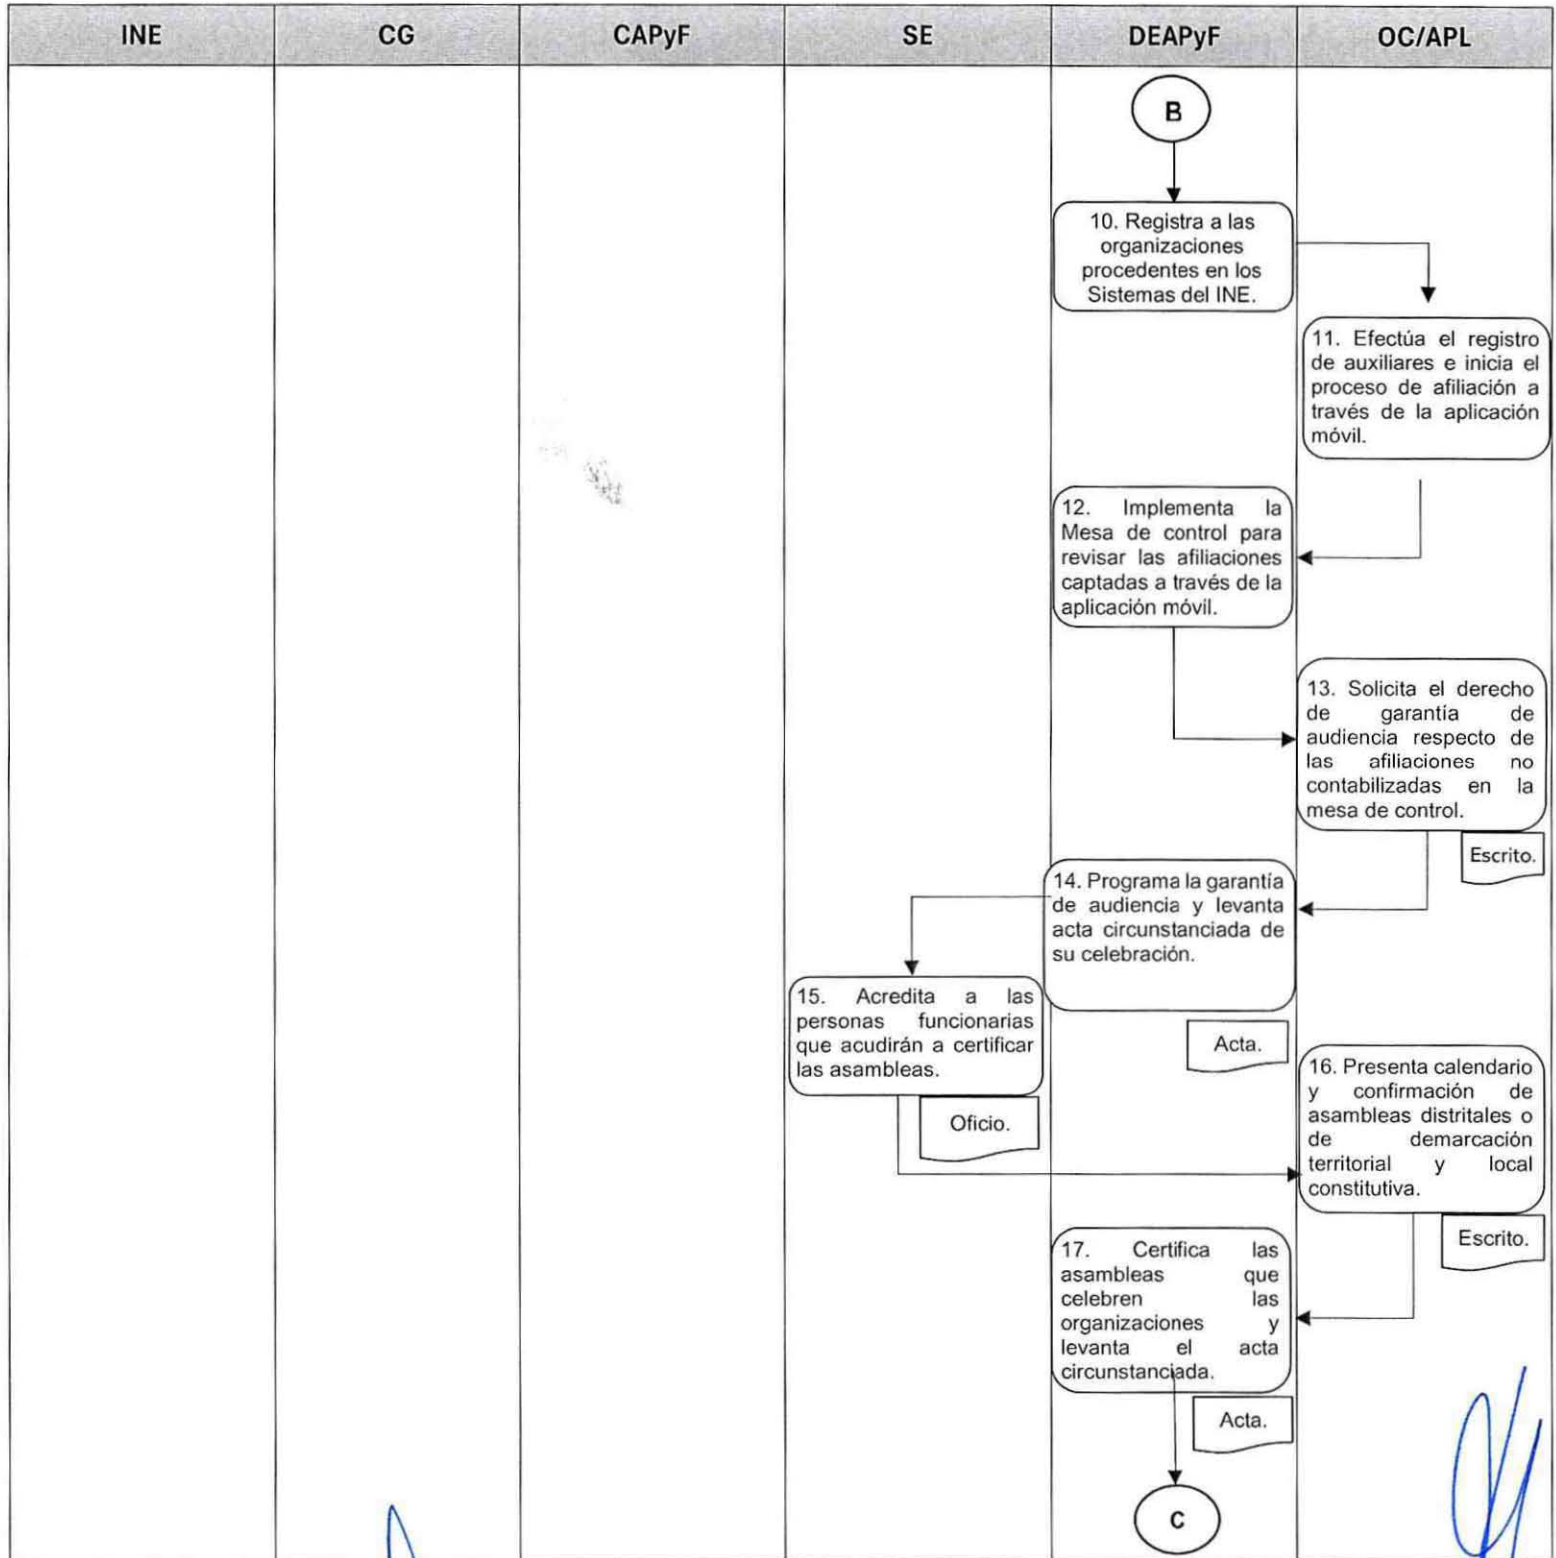 INE CG CAPyF SE DEAPyF OC/APL
B
10. Registra a las
organizaciones
procedentes en los
Sistemas del INE.
11. Efectúa el registro
de auxiliares e inicia el
proceso de afiliación a
través de la aplicación
móvil.
12. Implementa la
Mesa de control para
revisar las afiliaciones
captadas a través de la
aplicación móvil.
13. Solicita el derecho
de garantía de
audiencia respecto de
las afiliaciones no
contabilizadas en la
mesa de control.
Escrito.
14. Programa la garantía
de audiencia y levanta
acta circunstanciada de
su celebración.
Acta.
15. Acredita a las
personas funcionarias
que acudirán a certificar
las asambleas.
Oficio.
16. Presenta calendario
y confirmación de
asambleas distritales o
de demarcación
territorial y local
constitutiva.
Escrito.
17. Certifica las
asambleas que
celebren las
organizaciones y
levanta el acta
circunstanciada.
Acta.
C